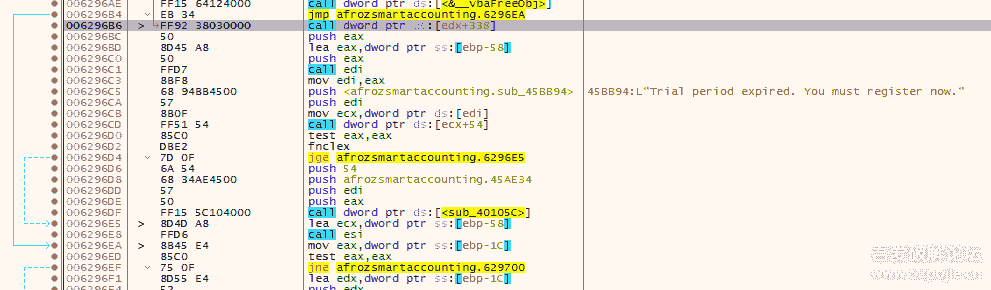 006296AE FF15 64124000 call dword ptr ds:[<&__vbaFreeObj>]
006296B4 EB 34 jmp afrozsmartaccounting.6296EA
006296B6 > FF92 38030000 call dword ptr ds:[edx+338]
006296BC 50 push eax
006296BD 8D45 A8 lea eax,dword ptr ss:[ebp-58]
006296C0 50 push eax
006296C1 FFD7 call edi
006296C3 8BF8 mov edi,eax
006296C5 68 94BB4500 push <afrozsmartaccounting.sub_45BB94> 45BB94:L"Trial period expired. You must register now."
006296CA 57 push edi
006296CB 8B0F mov ecx,dword ptr ds:[edi]
006296CD FF51 54 call dword ptr ds:[ecx+54]
006296D0 85C0 test eax,eax
006296D2 DBE2 fnclex
006296D4 7D 0F jge afrozsmartaccounting.6296E5
006296D6 6A 54 push 54
006296D8 68 34AE4500 push afrozsmartaccounting.45AE34
006296DD 57 push edi
006296DE 50 push eax
006296DF FF15 5C104000 call dword ptr ds:[<sub_40105C>]
006296E5 > 8D4D A8 lea ecx,dword ptr ss:[ebp-58]
006296E8 FFD6 call esi
006296EA > 8B45 E4 mov eax,dword ptr ss:[ebp-1C]
006296ED 85C0 test eax,eax
006296EF 75 0F jne afrozsmartaccounting.629700
006296F1 8D55 E4 lea edx,dword ptr ss:[ebp-1C]
006296F4 52 push edx